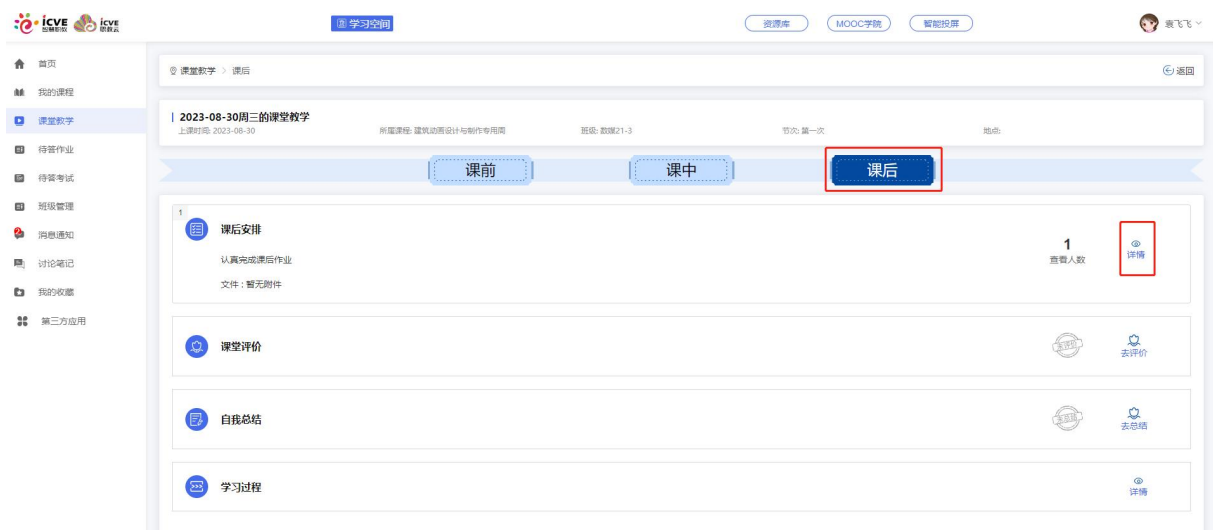 icve 智慧职教 icve 职教云
学习空间
资源库 MOOC学院 智能投屏
袁飞飞
首页
我的课程
课堂教学
待答作业
待答考试
班级管理
2
消息通知
讨论笔记
我的收藏
第三方应用
课堂教学 > 课后
返回
2023-08-30周三的课堂教学
上课时间: 2023-08-30 所属课程: 建筑动画设计与制作专用周 班级: 数媒21-3 节次: 第一次 地点:
课前 课中 课后
1
课后安排
认真完成课后作业
文件 : 暂无附件
1
查看人数
详情
课堂评价
未评价
去评价
自我总结
未总结
去总结
学习过程
详情